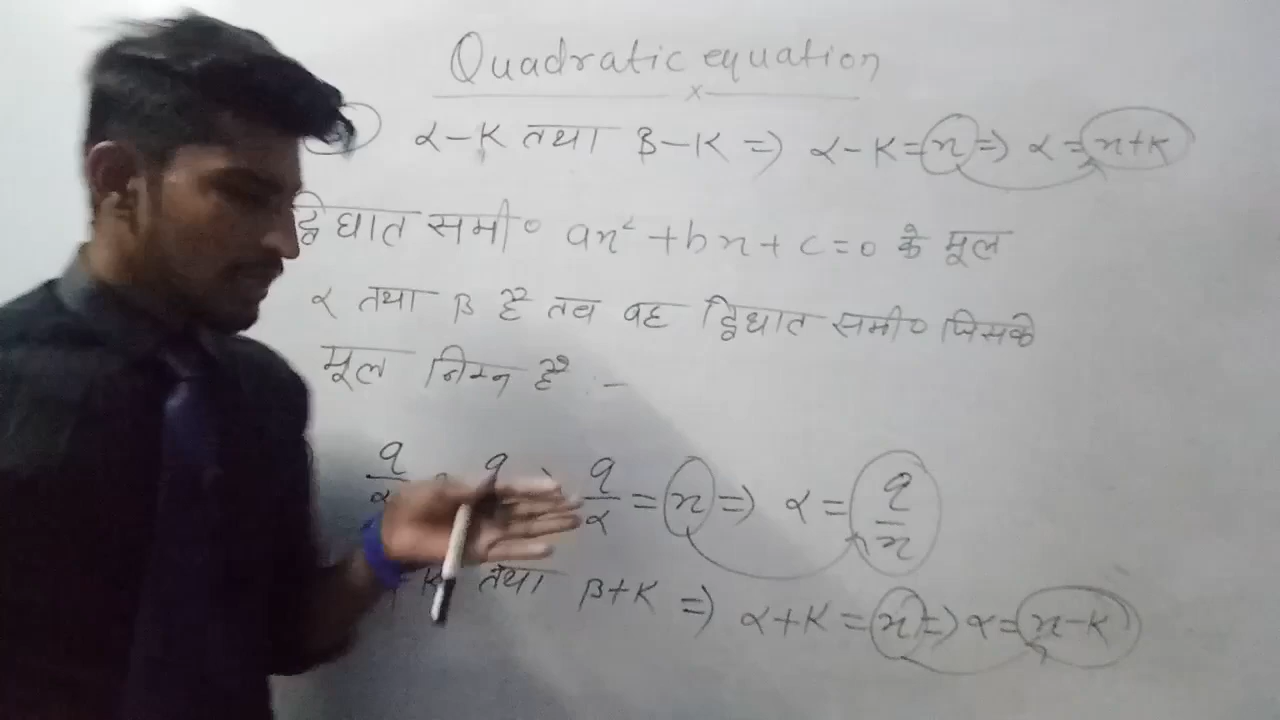 Quadratic equation
α-K तथा β-K => α-K=x => α=x+K
द्विघात समी० ax²+bx+c=0 के मूल
α तथा β है तब वह द्विघात समी० जिसके
मूल निम्न है :-
q/α q q/α = x => α = q/x
K तथा β+K => α+K=x => α=x-K